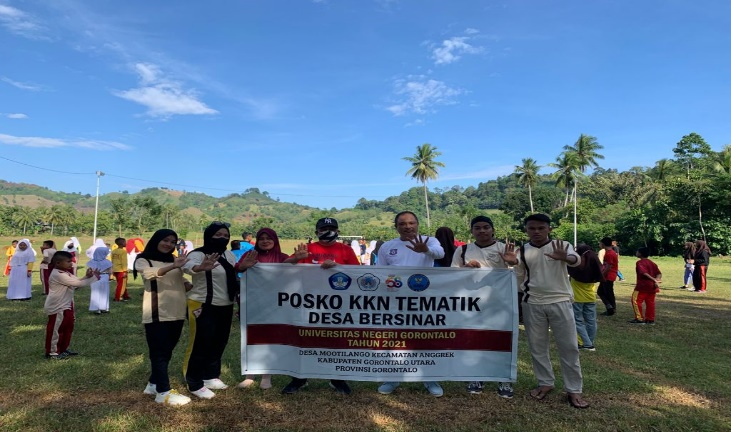 POSKO KKN TEMATIK
DESA BERSINAR
UNIVERSITAS NEGERI GORONTALO
TAHUN 2021
DESA MOOTILANGO KECAMATAN ANGGREK
KABUPATEN GORONTALO UTARA
PROVINSI GORONTALO